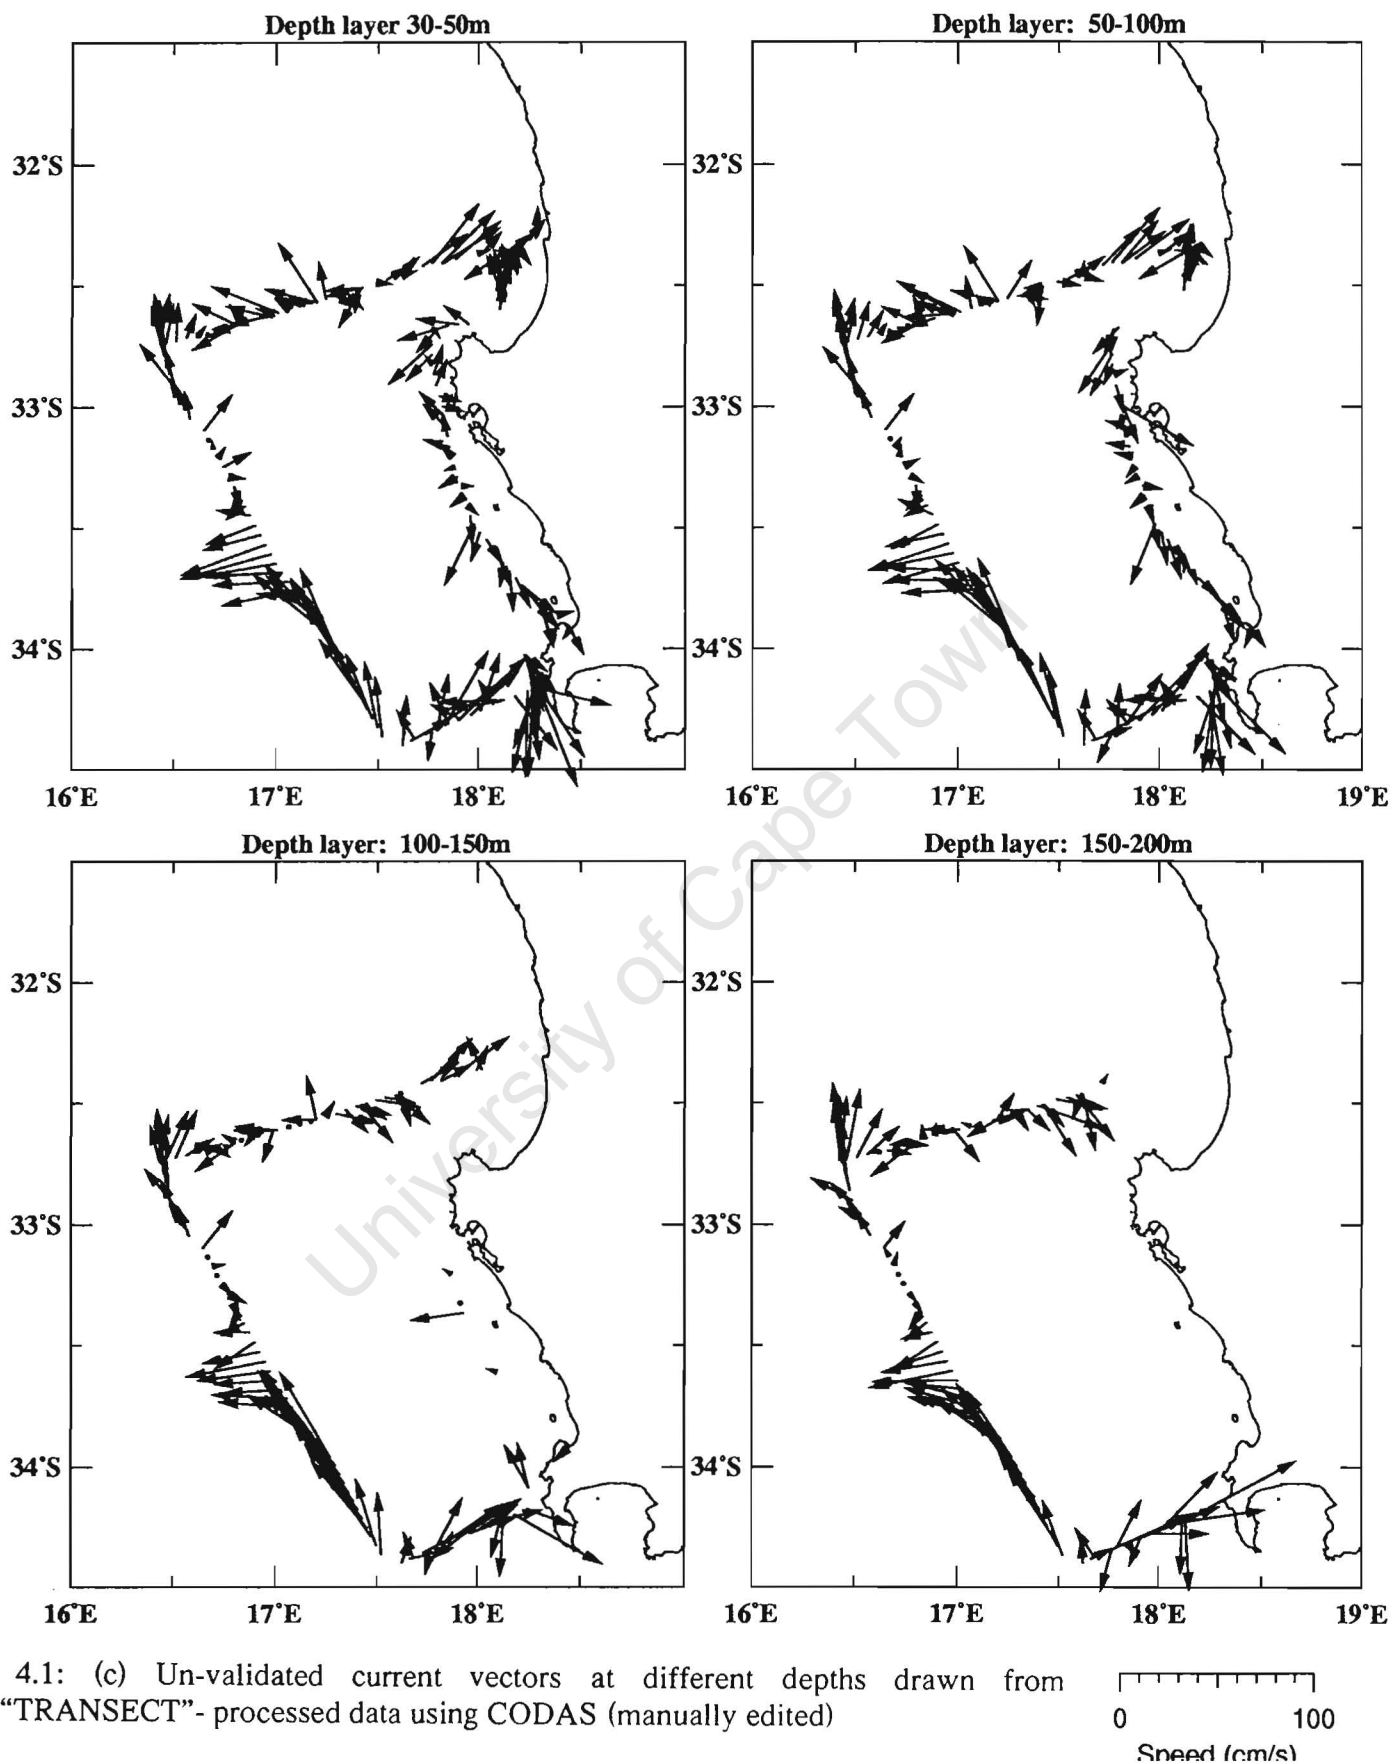 Depth layer 30-50m
Depth layer: 50-100m
32˚S
32˚S
33˚S
33˚S
34˚S
34˚S
16˚E 17˚E 18˚E
16˚E 17˚E 18˚E 19˚E
Depth layer: 100-150m
Depth layer: 150-200m
32˚S
32˚S
33˚S
33˚S
34˚S
34˚S
16˚E 17˚E 18˚E
16˚E 17˚E 18˚E 19˚E
University of Cape Town
4.1: (c) Un-validated current vectors at different depths drawn from
“TRANSECT”- processed data using CODAS (manually edited)
0 100
Speed (cm/s)